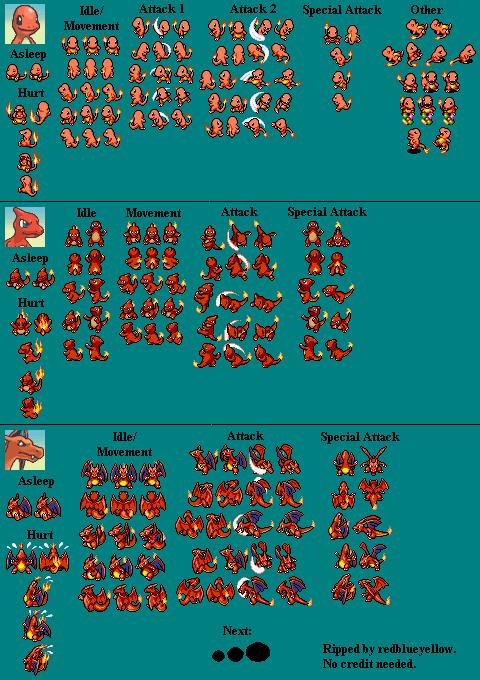 Idle/
Movement
Attack 1
Attack 2
Special Attack
Other
Asleep
Hurt
Idle
Movement
Attack
Special Attack
Asleep
Hurt
Idle/
Movement
Attack
Special Attack
Asleep
Hurt
Next:
Ripped by redblueyellow.
No credit needed.